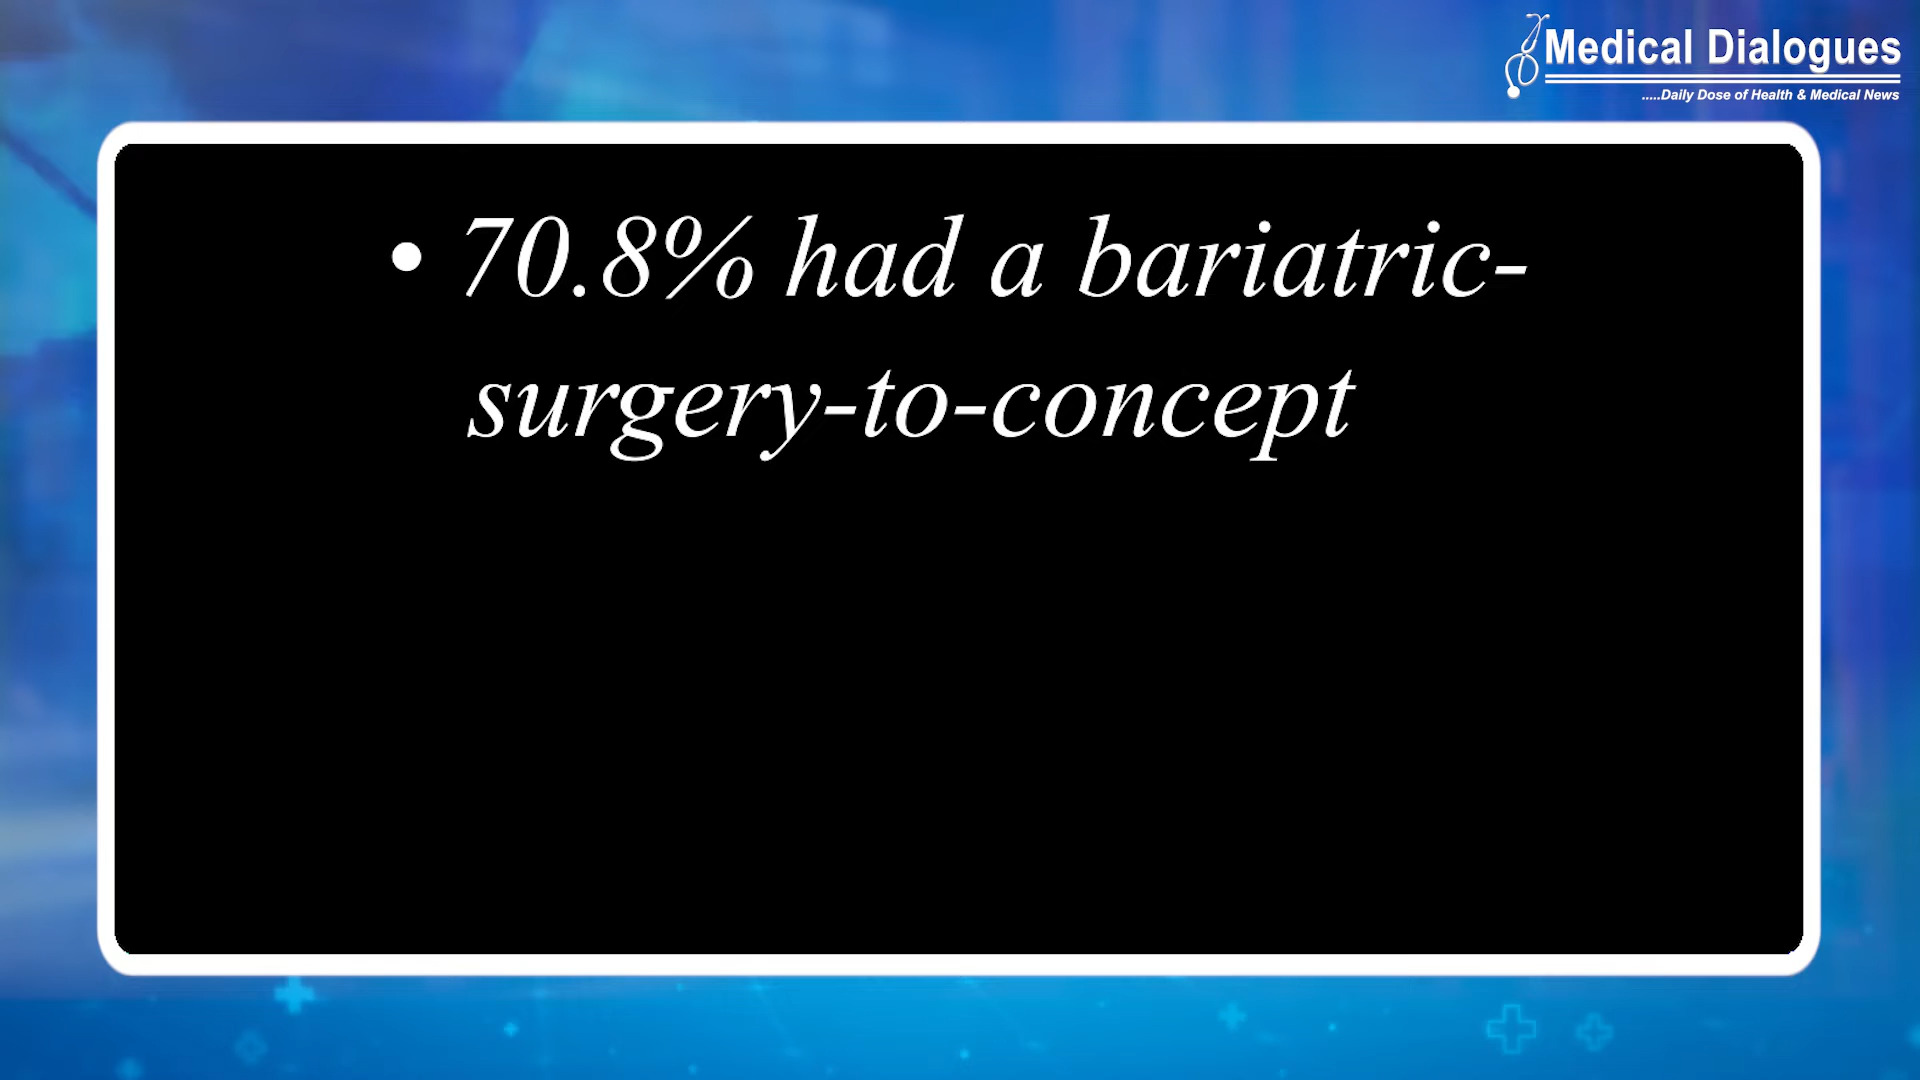 Medical Dialogues
.....Daily Dose of Health & Medical News
• 70.8% had a bariatric-
surgery-to-concept